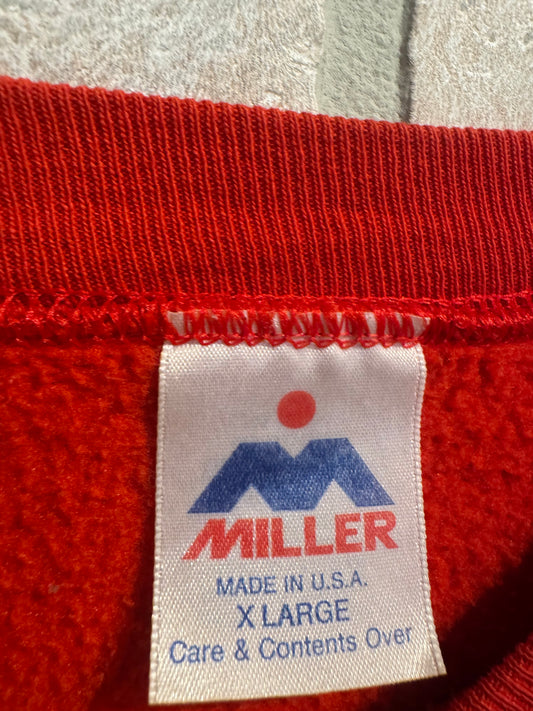 MILLER
MADE IN U.S.A.
X LARGE
Care & Contents Over